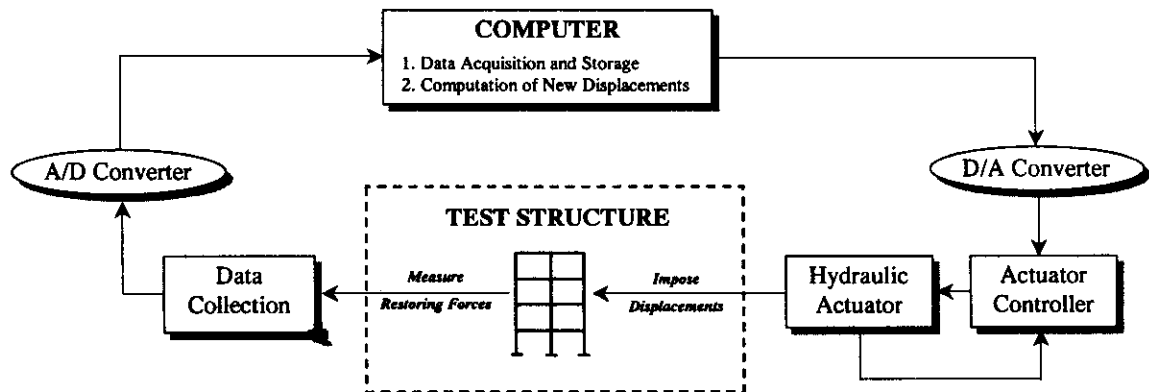 COMPUTER
1. Data Acquisition and Storage
2. Computation of New Displacements
A/D Converter
D/A Converter
TEST STRUCTURE
Data
Collection
Measure
Restoring Forces
Impose
Displacements
Hydraulic
Actuator
Actuator
Controller